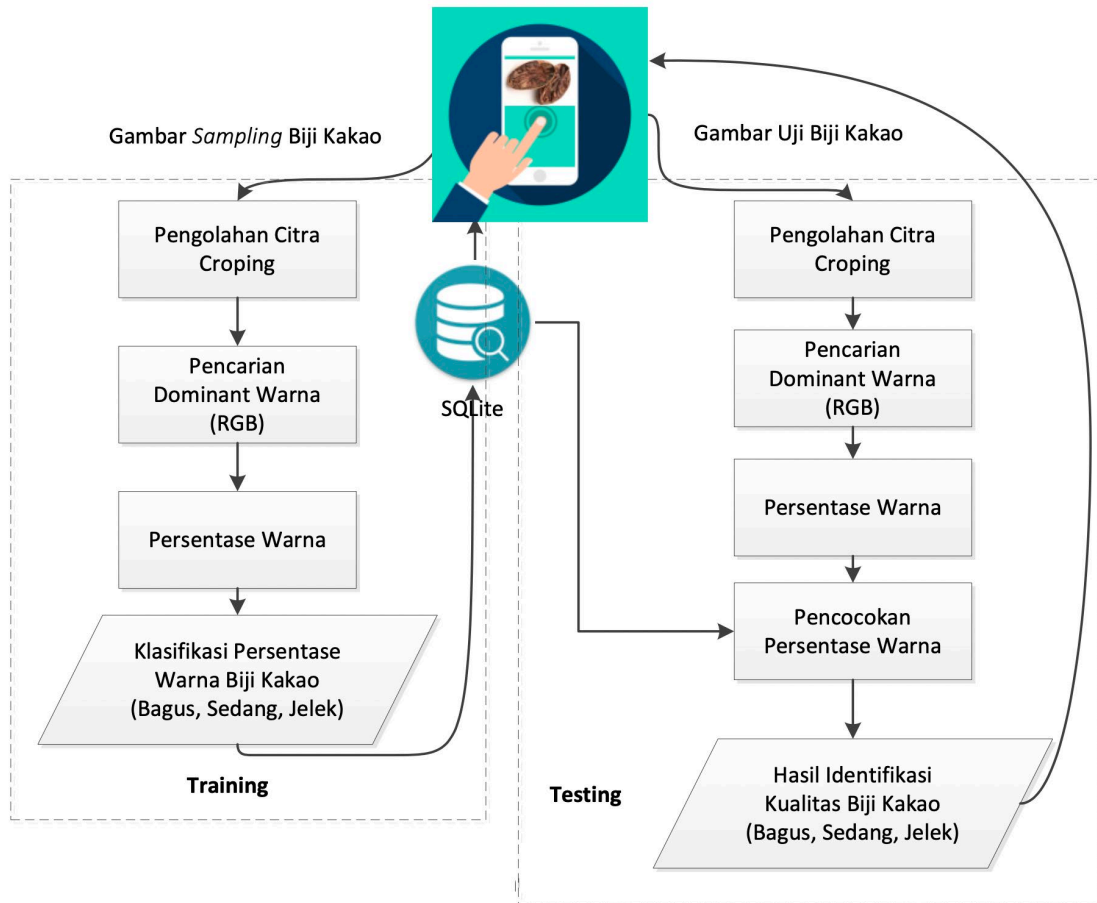 Gambar Sampling Biji Kakao
Pengolahan Citra
Croping
Pencarian
Dominant Warna
(RGB)
Persentase Warna
Klasifikasi Persentase
Warna Biji Kakao
(Bagus, Sedang, Jelek)
Training
SQLite
Gambar Uji Biji Kakao
Pengolahan Citra
Croping
Pencarian
Dominant Warna
(RGB)
Persentase Warna
Pencocokan
Persentase Warna
Hasil Identifikasi
Kualitas Biji Kakao
(Bagus, Sedang, Jelek)
Testing